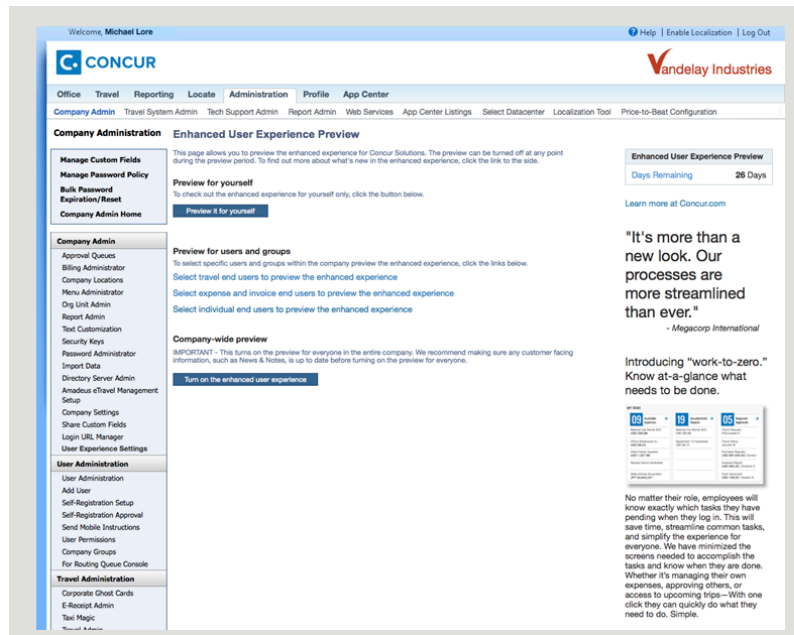 Welcome, Michael Lore
Help | Enable Localization | Log Out
C. CONCUR
Vandelay Industries
Office Travel Reporting Locate Administration Profile App Center
Company Admin Travel System Admin Tech Support Admin Report Admin Web Services App Center Listings Select Datacenter Localization Tool Price-to-Beat Configuration
Company Administration
Manage Custom Fields
Manage Password Policy
Bulk Password
Expiration/Reset
Company Admin Home
Company Admin
Approval Queues
Billing Administrator
Company Locations
Menu Administrator
Org Unit Admin
Report Admin
Text Customization
Security Keys
Password Administrator
Import Data
Directory Server Admin
Amadeus eTravel Management
Setup
Company Settings
Share Custom Fields
Login URL Manager
User Experience Settings
User Administration
User Administration
Add User
Self-Registration Setup
Self-Registration Approval
Send Mobile Instructions
User Permissions
Company Groups
For Routing Queue Console
Travel Administration
Corporate Ghost Cards
E-Receipt Admin
Taxi Magic
Travel Admin
Enhanced User Experience Preview
This page allows you to preview the enhanced experience for Concur Solutions. The preview can be turned off at any point
during the preview period. To find out more about what's new in the enhanced experience, click the link to the side.
Preview for yourself
To check out the enhanced experience for yourself only, click the button below.
Preview it for yourself
Preview for users and groups
To select specific users and groups within the company preview the enhanced experience, click the links below.
Select travel end users to preview the enhanced experience
Select expense and invoice end users to preview the enhanced experience
Select individual end users to preview the enhanced experience
Company-wide preview
IMPORTANT - This turns on the preview for everyone in the entire company. We recommend making sure any customer facing
information, such as News & Notes, is up to date before turning on the preview for everyone.
Turn on the enhanced user experience
Enhanced User Experience Preview
Days Remaining 26 Days
Learn more at Concur.com
"It's more than a
new look. Our
processes are
more streamlined
than ever."
- Megacorp International
Introducing “work-to-zero.”
Know at-a-glance what
needs to be done.
09 19 05
No matter their role, employees will
know exactly which tasks they have
pending when they log in. This will
save time, streamline common tasks,
and simplify the experience for
everyone. We have minimized the
screens needed to accomplish the
tasks and know when they are done.
Whether it's managing their own
expenses, approving others, or
access to upcoming trips—With one
click they can quickly do what they
need to do. Simple.